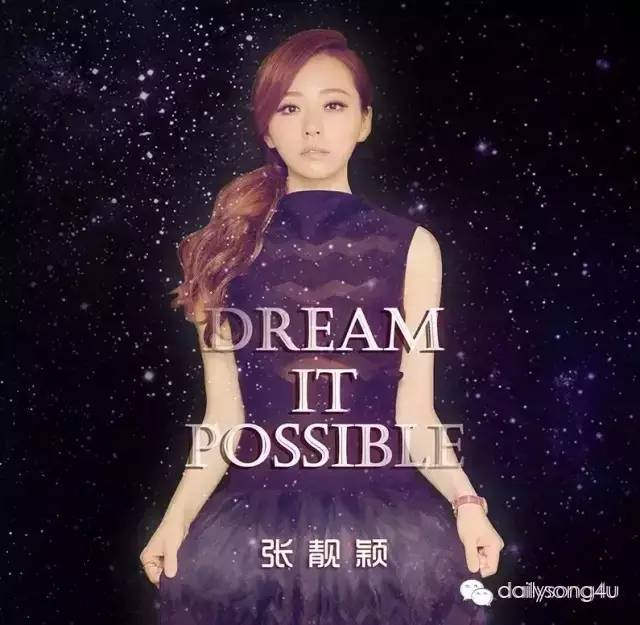 DREAM
IT
POSSIBLE
张靓颖
dailysong4u